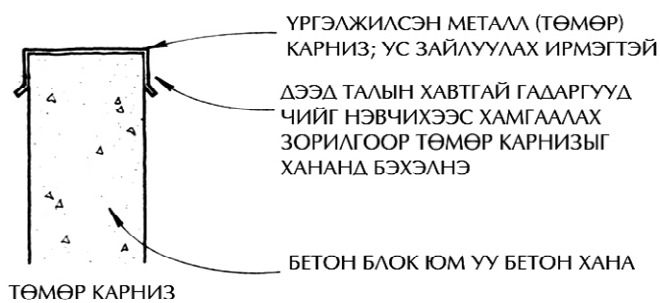 ҮРГЭЛЖИЛСЭН МЕТАЛЛ (ТӨМӨР)
КАРНИЗ; УС ЗАЙЛУУЛАХ ИРМЭГТЭЙ
ДЭЭД ТАЛЫН ХАВТГАЙ ГАДАРГУУД
ЧИЙГ НЭВЧИХЭЭС ХАМГААЛАХ
ЗОРИЛГООР ТӨМӨР КАРНИЗЫГ
ХАНАНД БЭХЭЛНЭ
БЕТОН БЛОК ЮМ УУ БЕТОН ХАНА
ТӨМӨР КАРНИЗ